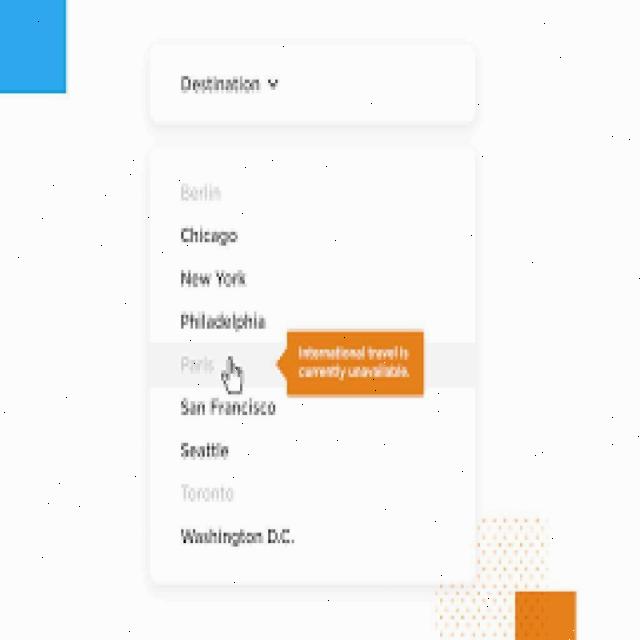 Destination
Berlin
Chicago
New York
Philadelphia
Paris
International travel is
currently unavailable.
San Francisco
Seattle
Toronto
Washington D.C.